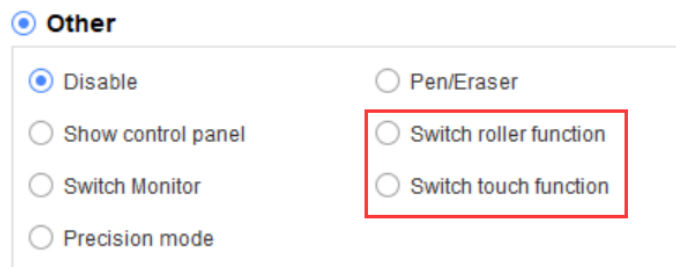 Other
Disable
Pen/Eraser
Show control panel
Switch roller function
Switch Monitor
Switch touch function
Precision mode